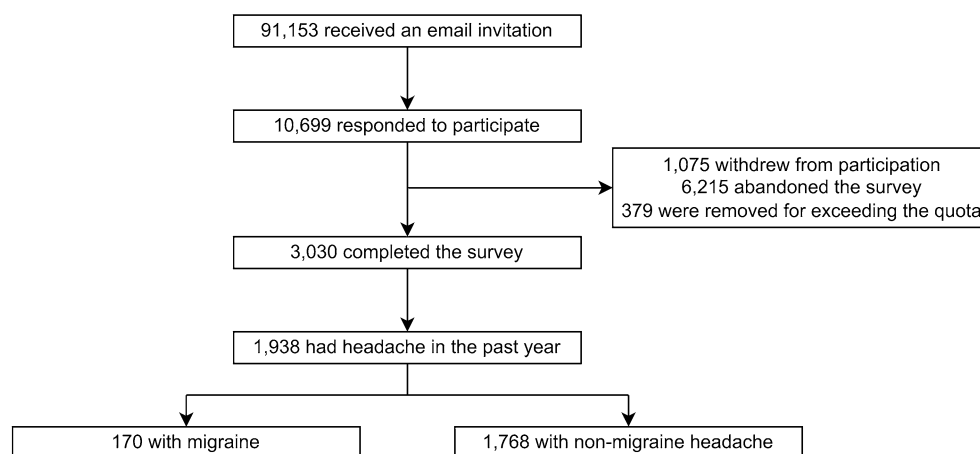 91,153 received an email invitation
10,699 responded to participate
1,075 withdrew from participation
6,215 abandoned the survey
379 were removed for exceeding the quota
3,030 completed the survey
1,938 had headache in the past year
170 with migraine
1,768 with non-migraine headache